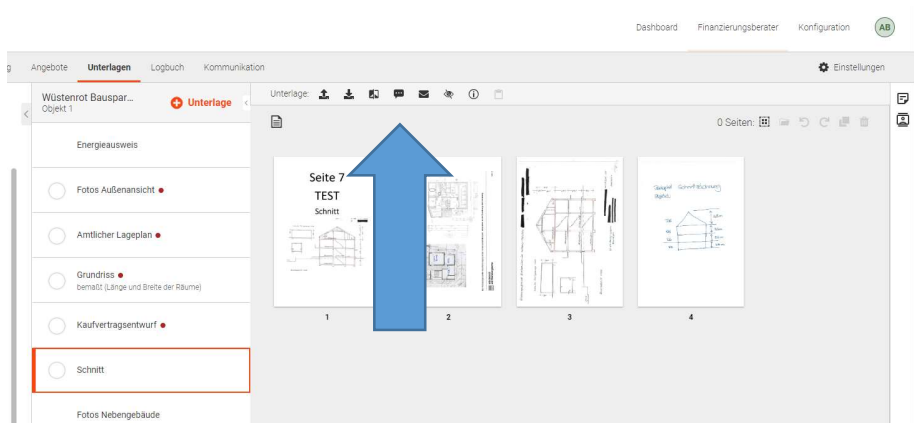 Dashboard Finanzierungsberater Konfiguration AB
g Angebote Unterlagen Logbuch Kommunikation Einstellungen
Wüstenrot Bauspar...
Objekt 1
Unterlage
Unterlage:
0 Seiten:
Energieausweis
Fotos Außenansicht
Amtlicher Lageplan
Grundriss
bemaßt (Länge und Breite der Räume)
Kaufvertragsentwurf
Schnitt
Fotos Nebengebäude
Seite 7
TEST
Schnitt
1 2 3 4